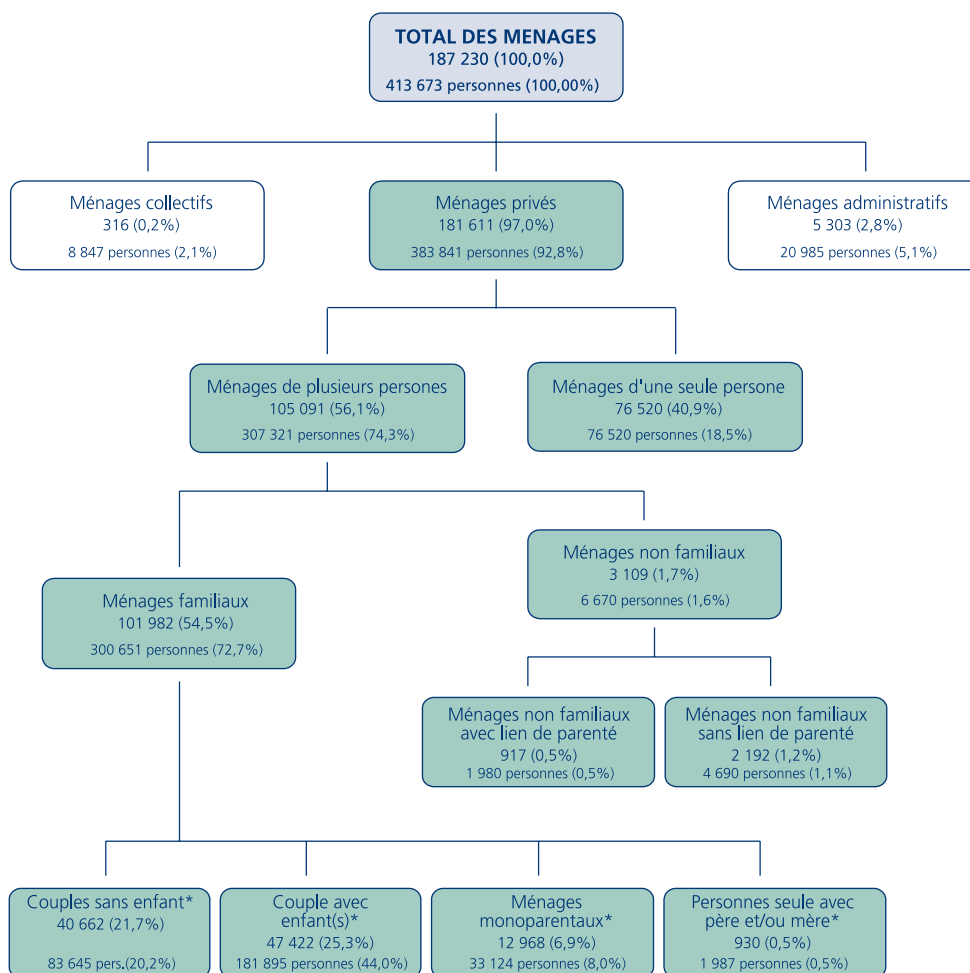 TOTAL DES MENAGES
187 230 (100,0%)
413 673 personnes (100,00%)
Ménages collectifs
316 (0,2%)
8 847 personnes (2,1%)
Ménages privés
181 611 (97,0%)
383 841 personnes (92,8%)
Ménages administratifs
5 303 (2,8%)
20 985 personnes (5,1%)
Ménages de plusieurs persones
105 091 (56,1%)
307 321 personnes (74,3%)
Ménages d'une seule persone
76 520 (40,9%)
76 520 personnes (18,5%)
Ménages familiaux
101 982 (54,5%)
300 651 personnes (72,7%)
Ménages non familiaux
3 109 (1,7%)
6 670 personnes (1,6%)
Ménages non familiaux
avec lien de parenté
917 (0,5%)
1 980 personnes (0,5%)
Ménages non familiaux
sans lien de parenté
2 192 (1,2%)
4 690 personnes (1,1%)
Couples sans enfant*
40 662 (21,7%)
83 645 pers.(20,2%)
Couple avec
enfant(s)*
47 422 (25,3%)
181 895 personnes (44,0%)
Ménages
monoparentaux*
12 968 (6,9%)
33 124 personnes (8,0%)
Personnes seule avec
père et/ou mère*
930 (0,5%)
1 987 personnes (0,5%)